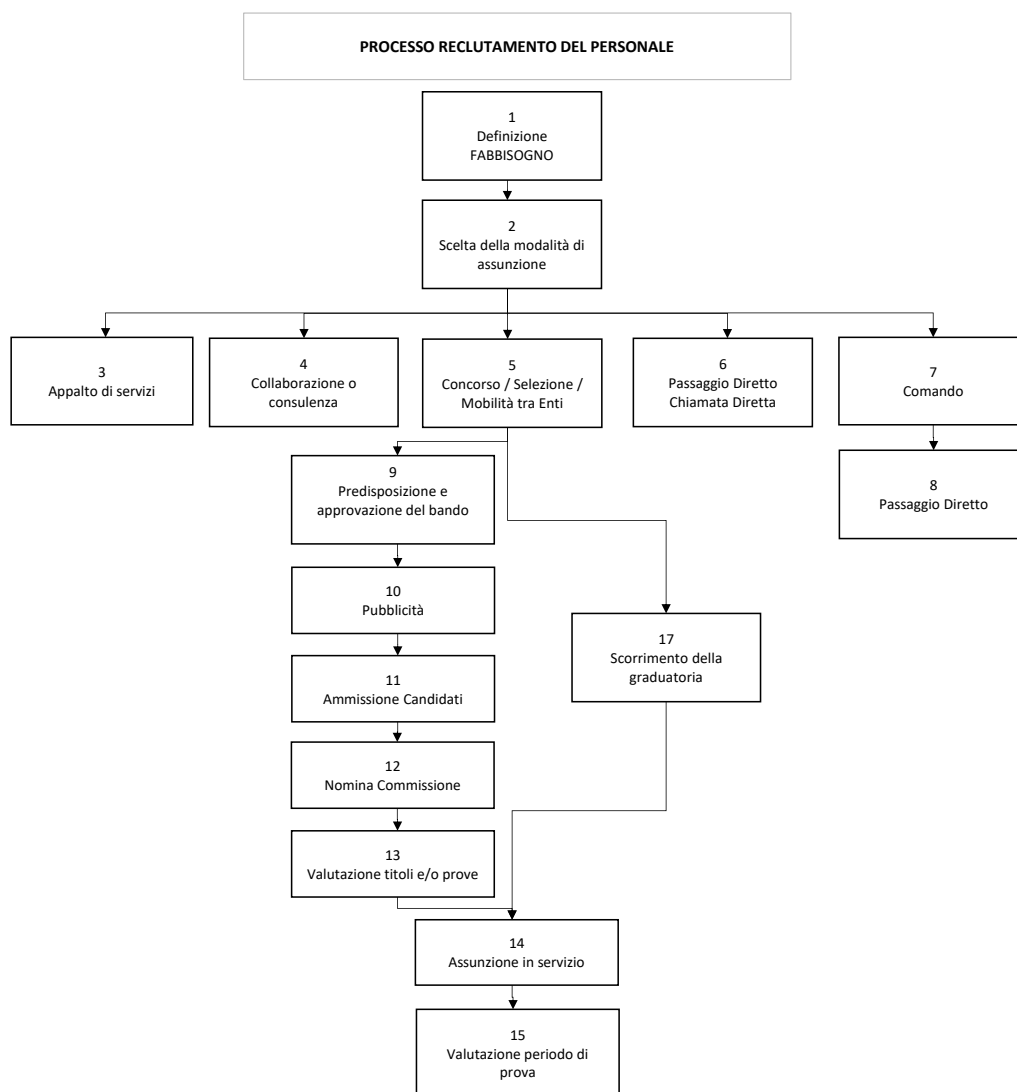 PROCESSO RECLUTAMENTO DEL PERSONALE
1
Definizione
FABBISOGNO
2
Scelta della modalità di
assunzione
3
Appalto di servizi
4
Collaborazione o
consulenza
5
Concorso / Selezione /
Mobilità tra Enti
6
Passaggio Diretto
Chiamata Diretta
7
Comando
8
Passaggio Diretto
9
Predisposizione e
approvazione del bando
10
Pubblicità
17
Scorrimento della
graduatoria
11
Ammissione Candidati
12
Nomina Commissione
13
Valutazione titoli e/o prove
14
Assunzione in servizio
15
Valutazione periodo di
prova